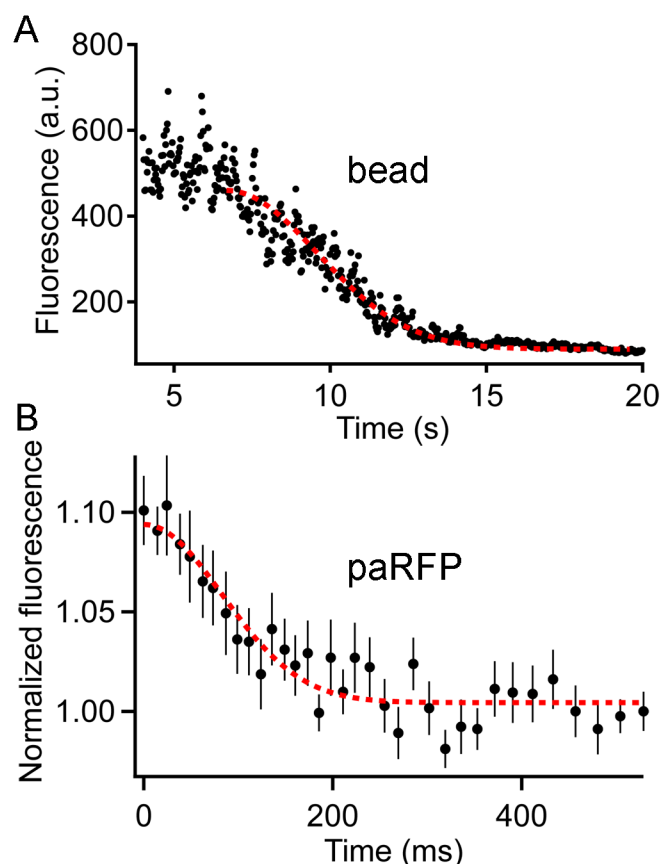 A
Fluorescence (a.u.)
800
600
400
200
bead
5
10
15
20
Time (s)
B
Normalized fluorescence
1.10
1.05
1.00
paRFP
0
200
400
Time (ms)